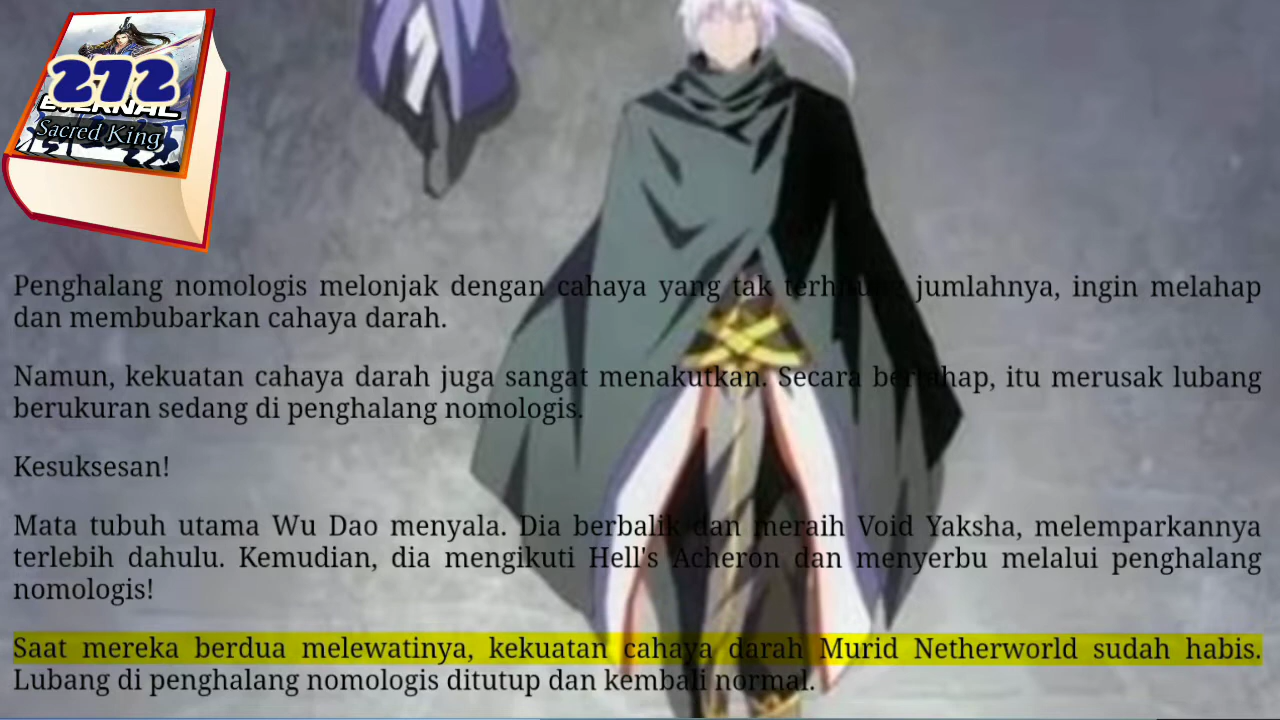 272
ETERNAL
Sacred King
Penghalang nomologis melonjak dengan cahaya yang tak terhitung jumlahnya, ingin melahap
dan membubarkan cahaya darah.
Namun, kekuatan cahaya darah juga sangat menakutkan. Secara bertahap, itu merusak lubang
berukuran sedang di penghalang nomologis.
Kesuksesan!
Mata tubuh utama Wu Dao menyala. Dia berbalik dan meraih Void Yaksha, melemparkannya
terlebih dahulu. Kemudian, dia mengikuti Hell's Acheron dan menyerbu melalui penghalang
nomologis!
Saat mereka berdua melewatinya, kekuatan cahaya darah Murid Netherworld sudah habis.
Lubang di penghalang nomologis ditutup dan kembali normal.